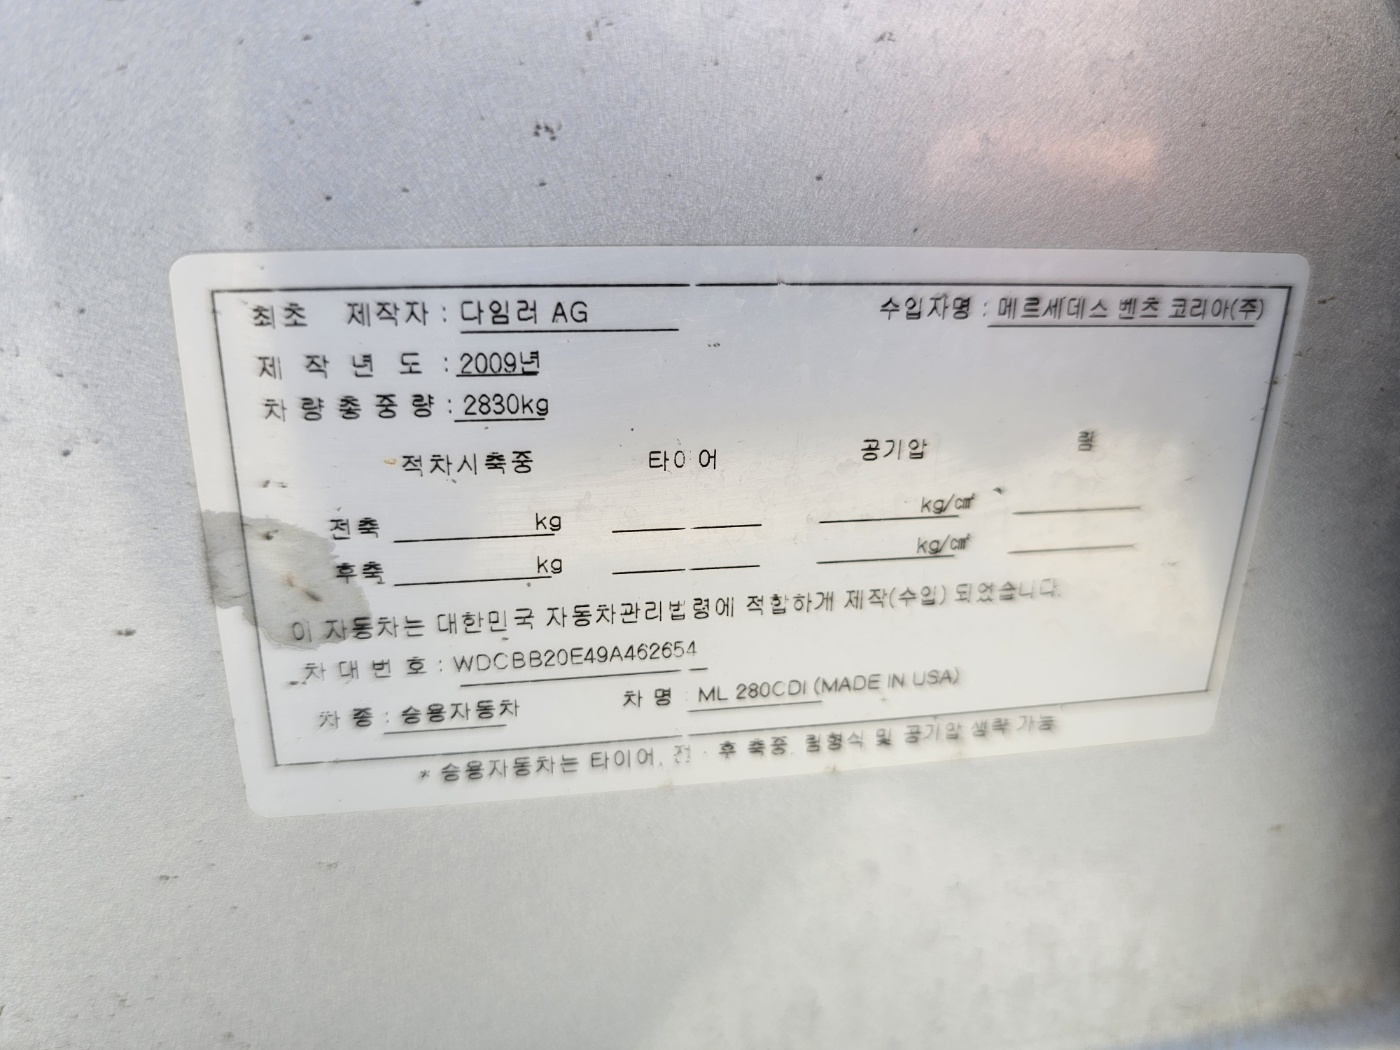 최초 제작자 : 다임러 AG 수입자명 : 메르세데스 벤츠 코리아(주)
제 작 년 도 : 2009년
차 량 총 중 량 : 2830kg
적차시축중 타이어 공기압 림
전축 kg kg/㎠
후축 kg kg/㎠
이 자동차는 대한민국 자동차관리법령에 적합하게 제작(수입) 되었습니다.
차 대 번 호 : WDCBB20E49A462654
차 종 : 승용자동차 차 명 : ML 280CDI (MADE IN USA)
* 승용자동차는 타이어, 전 · 후 축중, 림형식 및 공기압 생략 가능